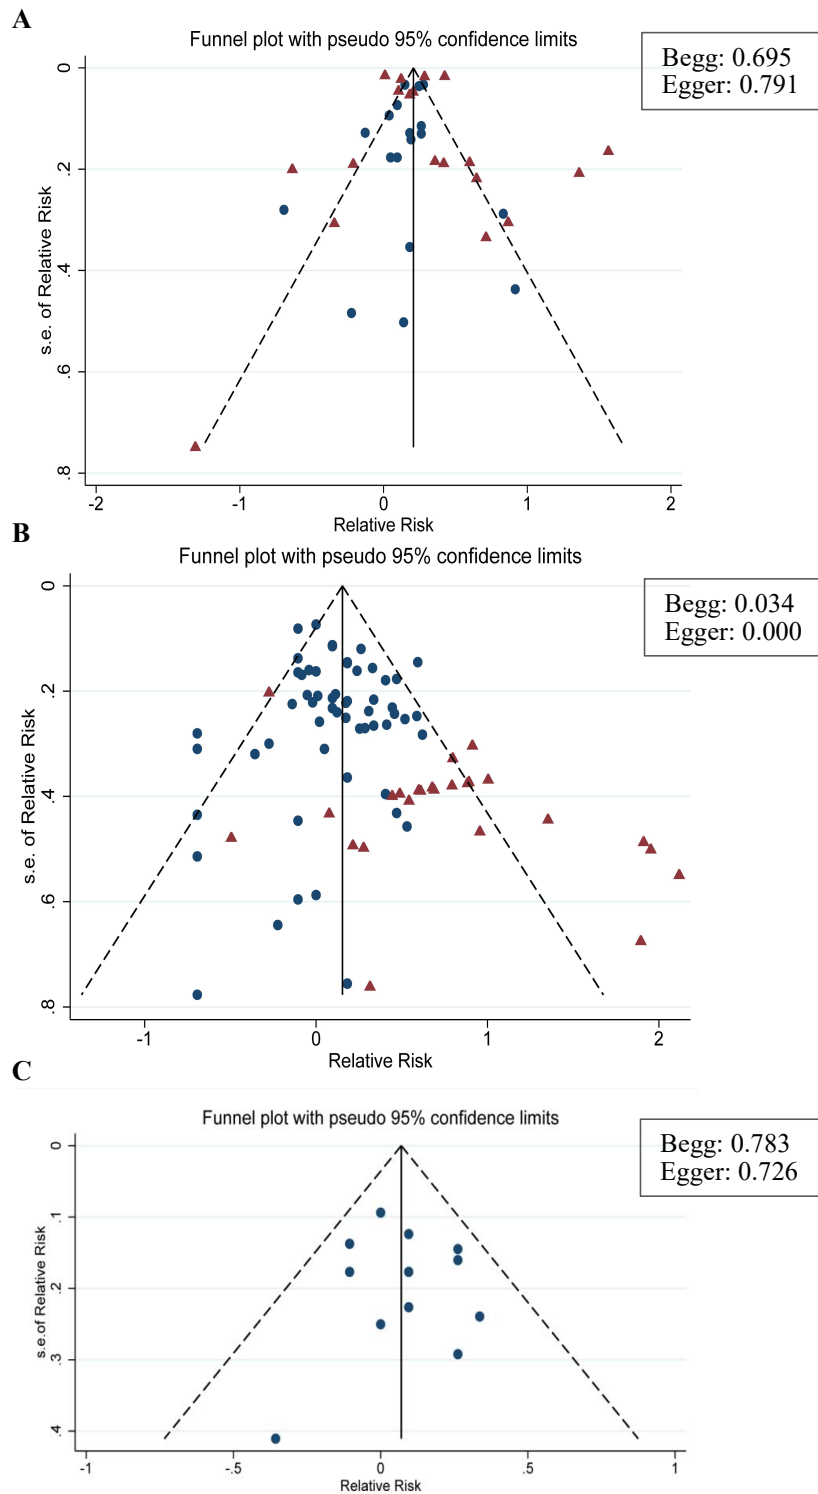 A
Funnel plot with pseudo 95% confidence limits
Begg: 0.695
Egger: 0.791
s.e. of Relative Risk
0
.2
.4
.6
.8
-2 -1 0 1 2
Relative Risk
B
Funnel plot with pseudo 95% confidence limits
Begg: 0.034
Egger: 0.000
s.e. of Relative Risk
0
.2
.4
.6
.8
-1 0 1 2
Relative Risk
C
Funnel plot with pseudo 95% confidence limits
Begg: 0.783
Egger: 0.726
s.e.of Relative Risk
0
.1
.2
.3
.4
-1 -.5 0 .5 1
Relative Risk